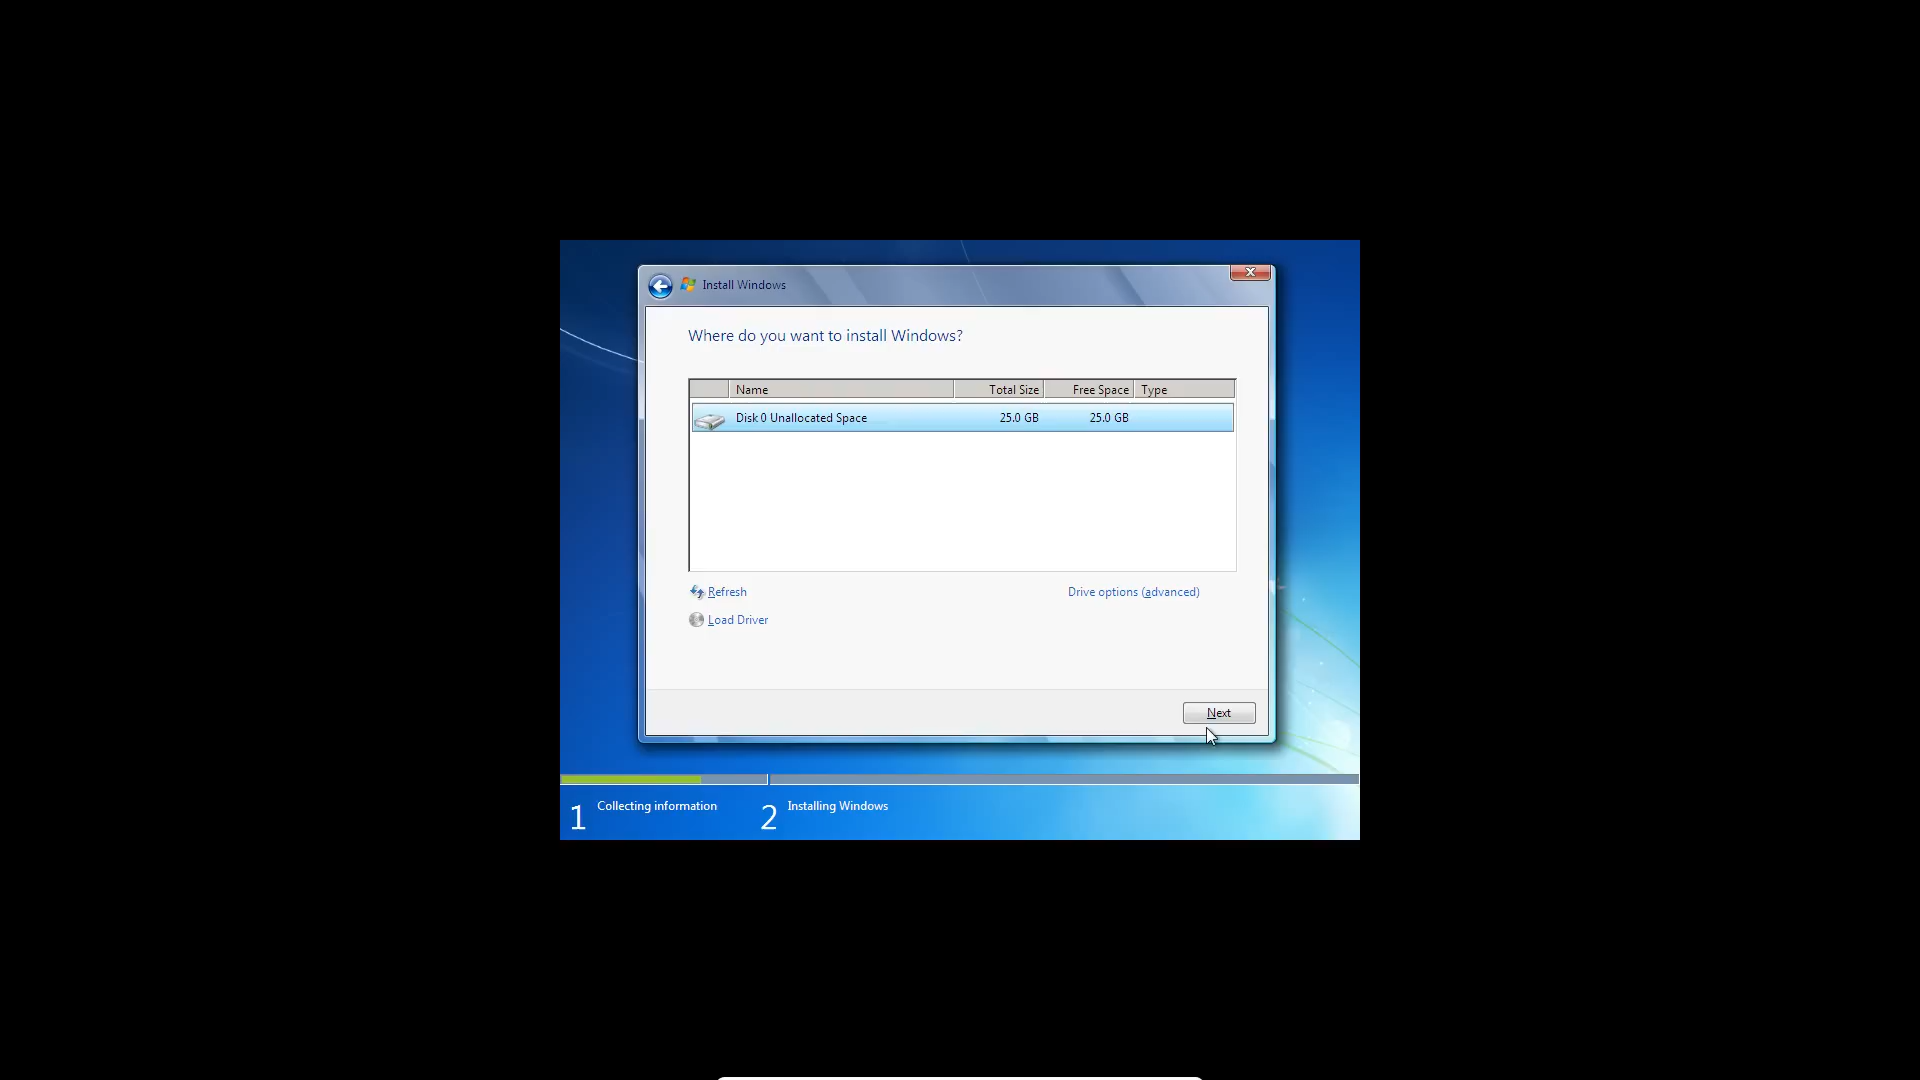 Install Windows
Where do you want to install Windows?
Name Total Size Free Space Type
Disk 0 Unallocated Space 25.0 GB 25.0 GB
Refresh Drive options (advanced)
Load Driver
Next
1 Collecting information 2 Installing Windows